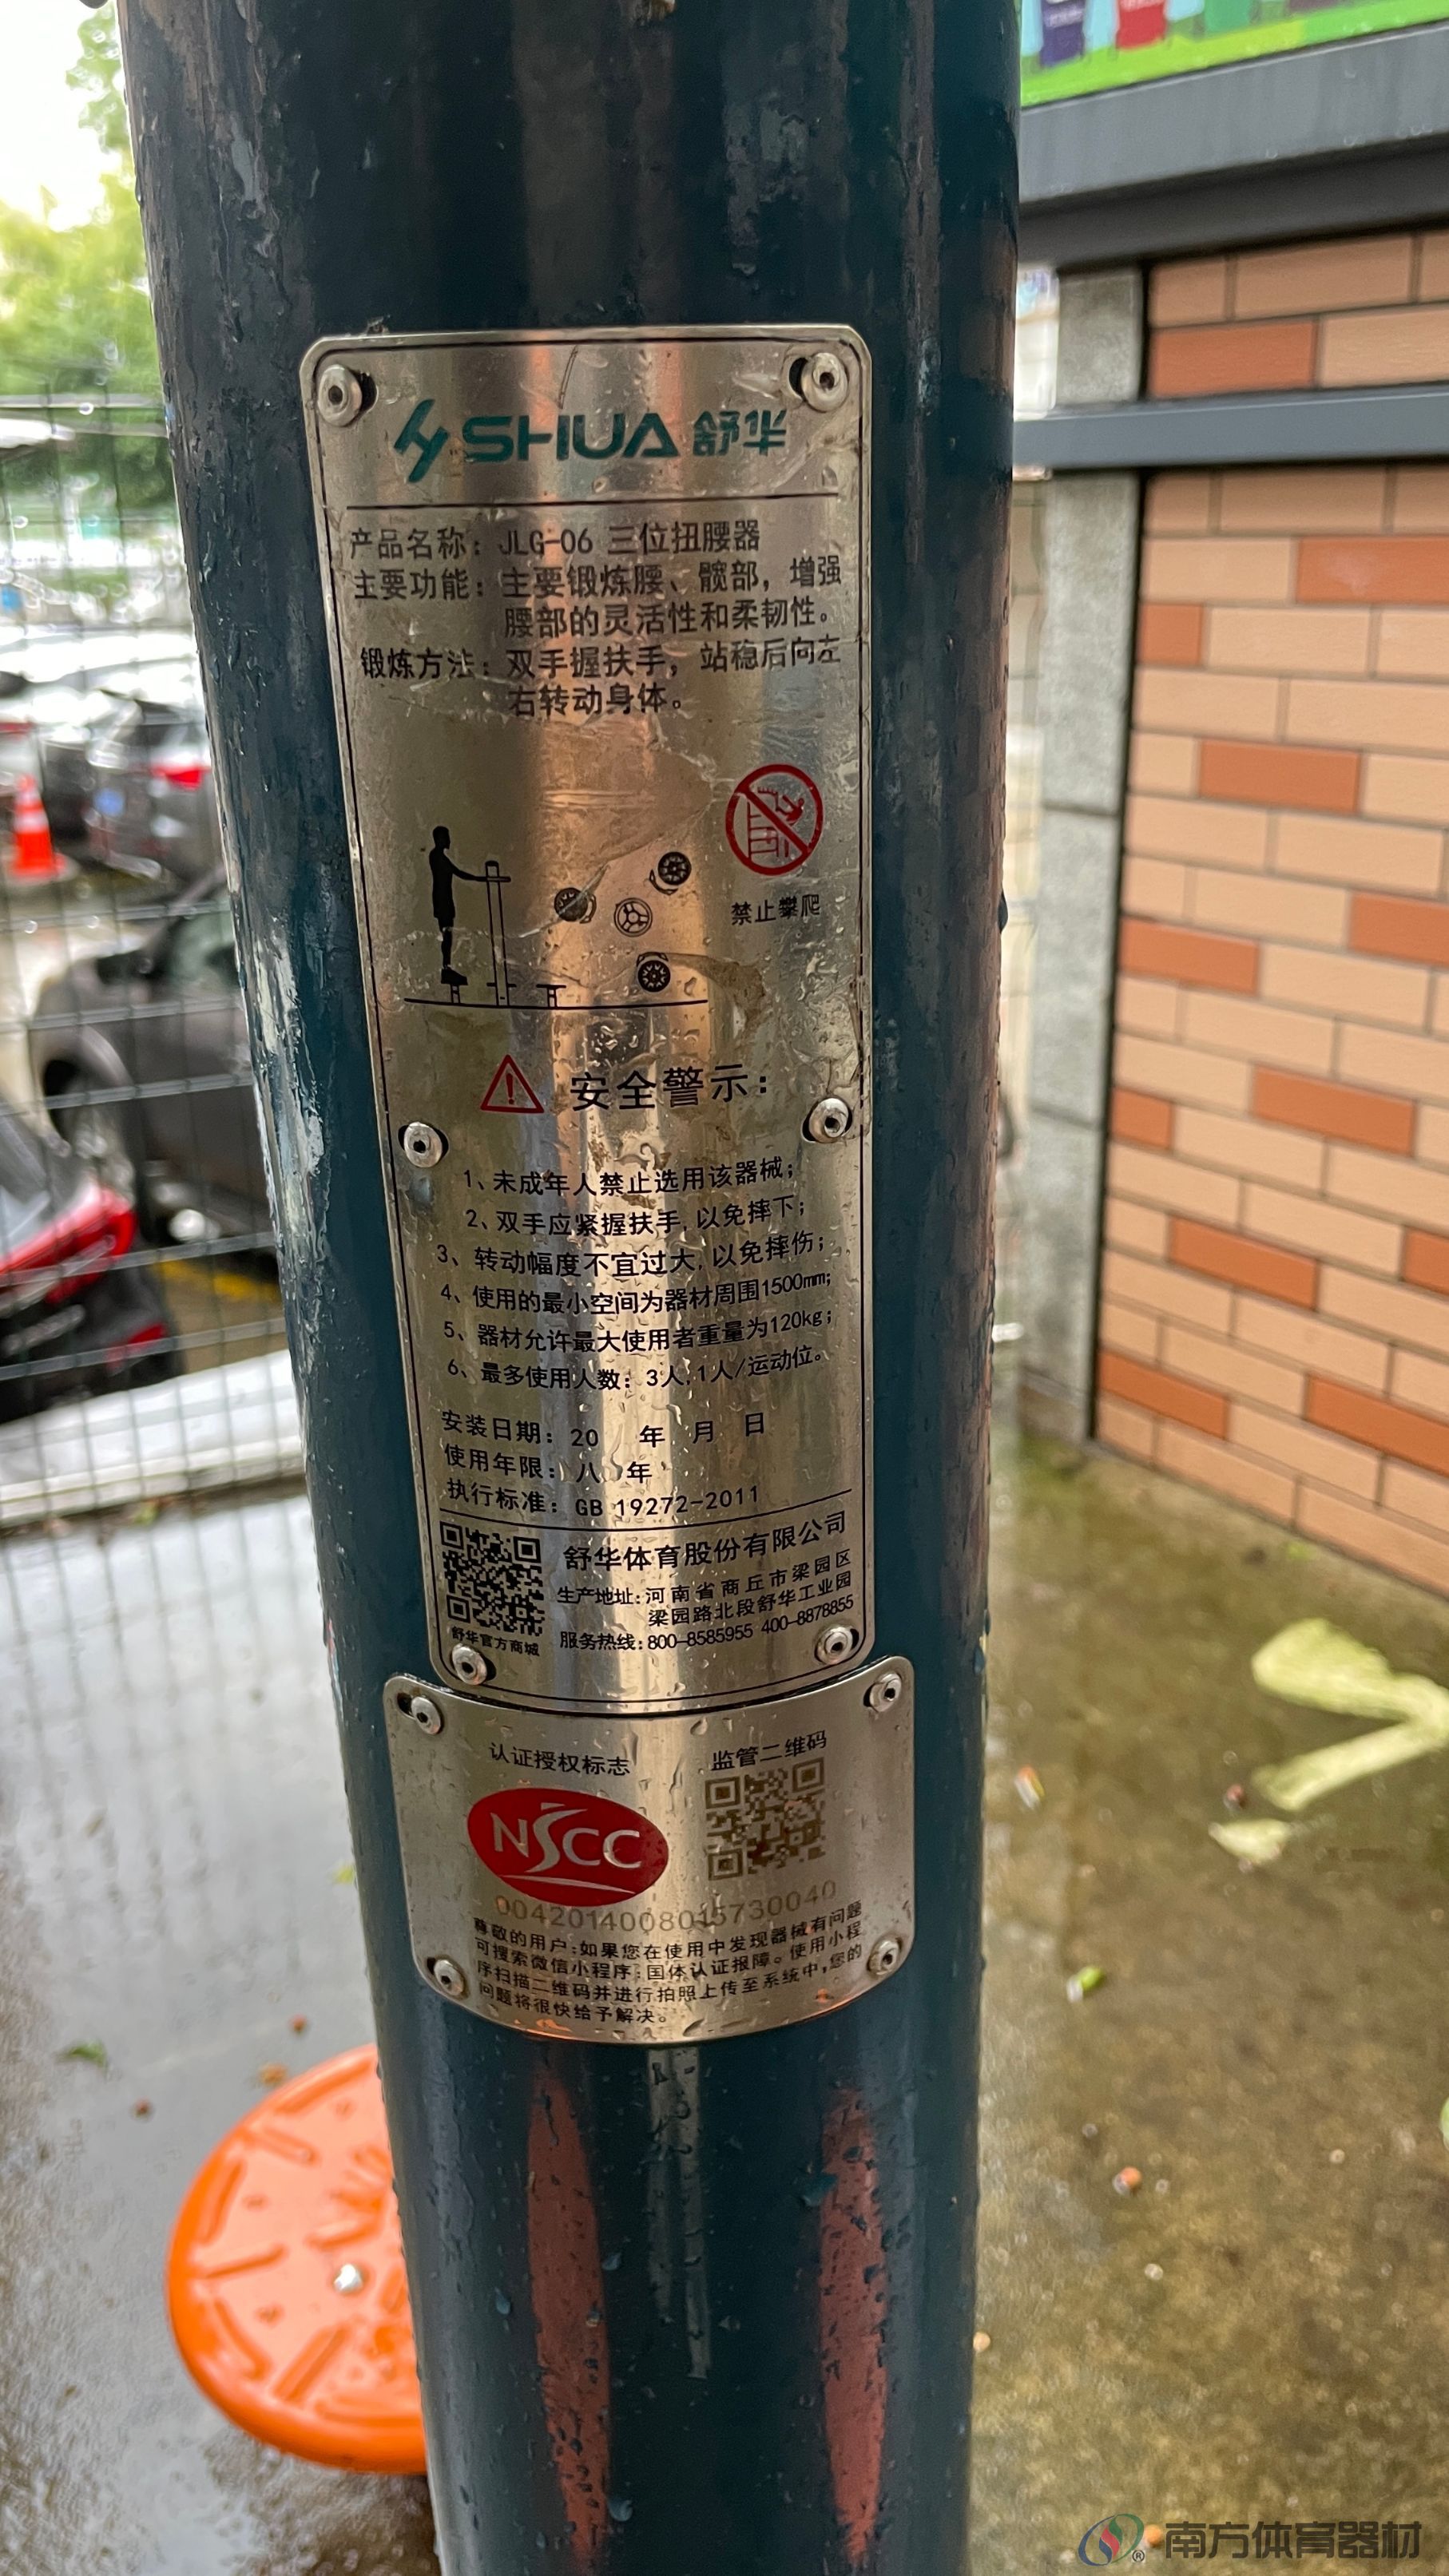 SHUA 舒华
产品名称：JLG-06 三位扭腰器
主要功能：主要锻炼腰、髋部，增强
腰部的灵活性和柔韧性。
锻炼方法：双手握扶手，站稳后向左
右转动身体。
禁止攀爬
安全警示：
1、未成年人禁止选用该器械；
2、双手应紧握扶手，以免摔下；
3、转动幅度不宜过大，以免摔伤；
4、使用的最小空间为器材周围1500mm；
5、器材允许最大使用者重量为120kg；
6、最多使用人数：3人，1人/运动位。
安装日期：20 年 月 日
使用年限：八 年
执行标准：GB 19272-2011
舒华体育股份有限公司
生产地址：河南省商丘市梁园区
梁园路北段舒华工业园
服务热线：800-8585955 400-8878855
舒华官方商城
认证授权标志 监管二维码
NSCC
0042014008015730040
尊敬的用户：如果您在使用中发现器械有问题
可搜索微信小程序：国体认证报障。使用小程
序扫描二维码并进行拍照上传至系统中，您的
问题将很快给予解决。
南方体育器材